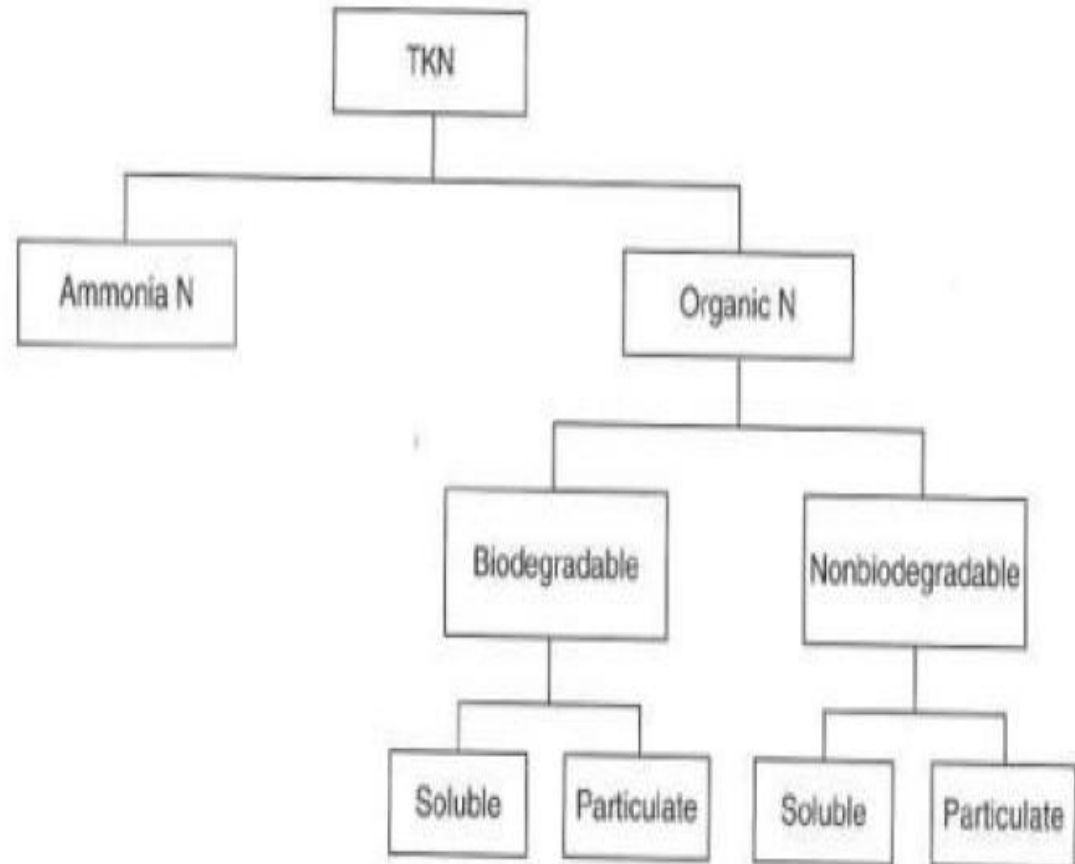 TKN
Ammonia N
Organic N
Biodegradable
Nonbiodegradable
Soluble
Particulate
Soluble
Particulate